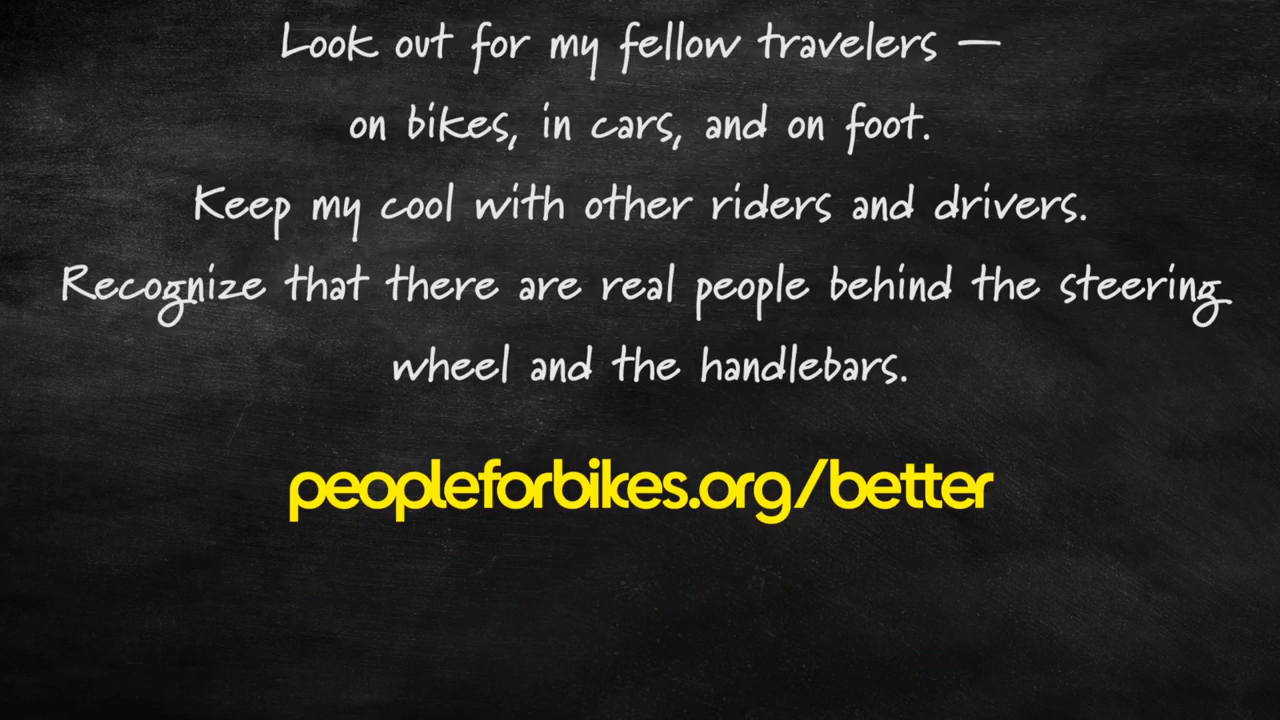 Look out for my fellow travelers —
on bikes, in cars, and on foot.
Keep my cool with other riders and drivers.
Recognize that there are real people behind the steering
wheel and the handlebars.
peopleforbikes.org/better